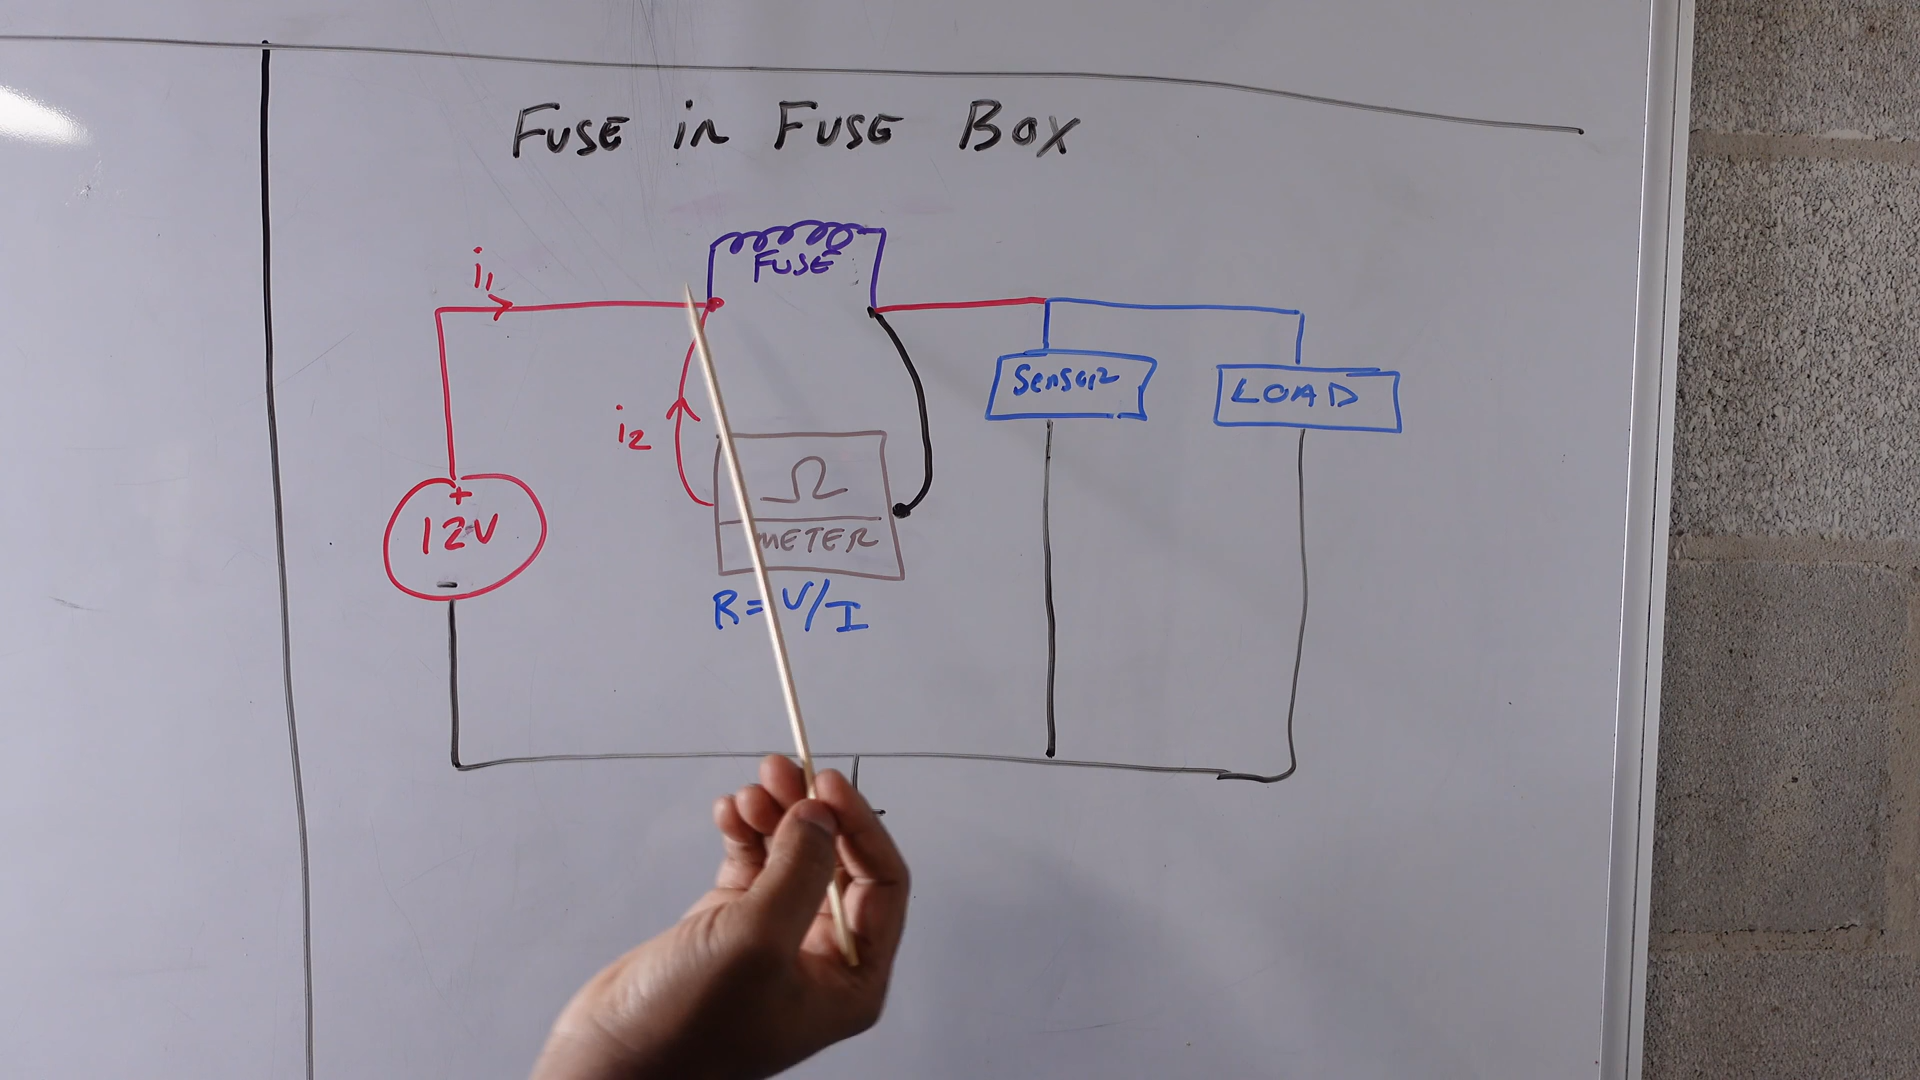 FUSE in FUSE BOX
i1
FUSE
i2
Sensor
LOAD
+
12V
-
Ω
METER
R=V/I